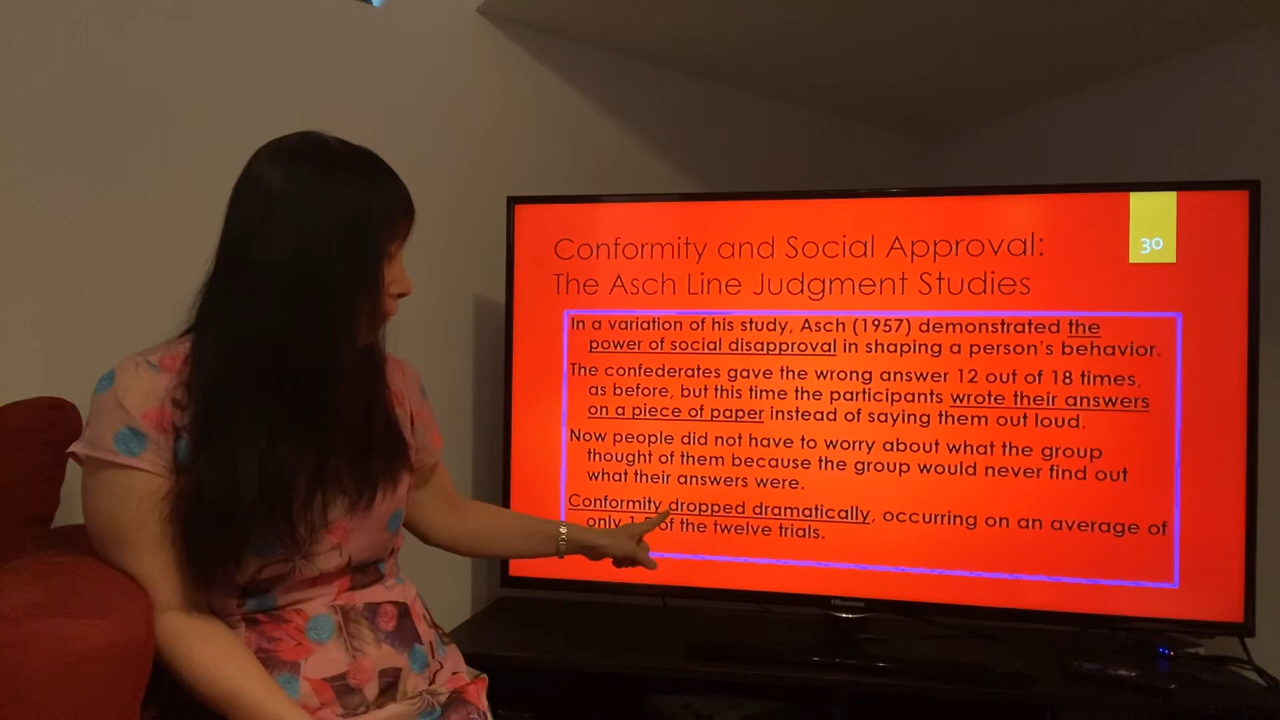 30
Conformity and Social Approval:
The Asch Line Judgment Studies
In a variation of his study, Asch (1957) demonstrated the
power of social disapproval in shaping a person's behavior.
The confederates gave the wrong answer 12 out of 18 times,
as before, but this time the participants wrote their answers
on a piece of paper instead of saying them out loud.
Now people did not have to worry about what the group
thought of them because the group would never find out
what their answers were.
Conformity dropped dramatically, occurring on an average of
only 1.5 of the twelve trials.
Hisense